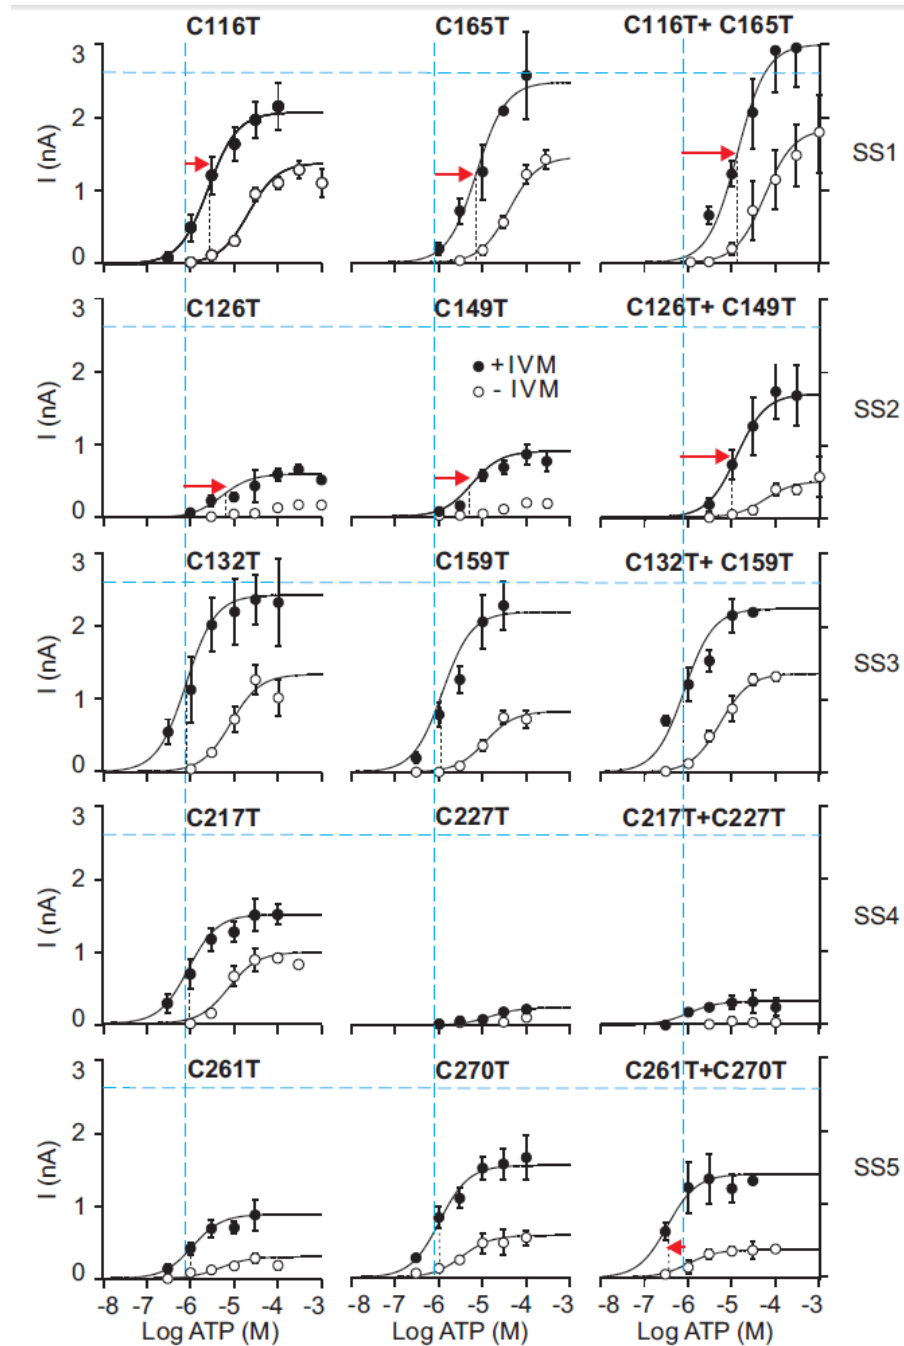 C116T C165T C116T+ C165T
3
2
1
0
I (nA)
SS1
C126T C149T C126T+ C149T
3
2
1
0
I (nA)
+IVM
- IVM
SS2
C132T C159T C132T+ C159T
3
2
1
0
I (nA)
SS3
C217T C227T C217T+C227T
3
2
1
0
I (nA)
SS4
C261T C270T C261T+C270T
3
2
1
0
I (nA)
SS5
-8 -7 -6 -5 -4 -3 -8 -7 -6 -5 -4 -3 -8 -7 -6 -5 -4 -3
Log ATP (M) Log ATP (M) Log ATP (M)